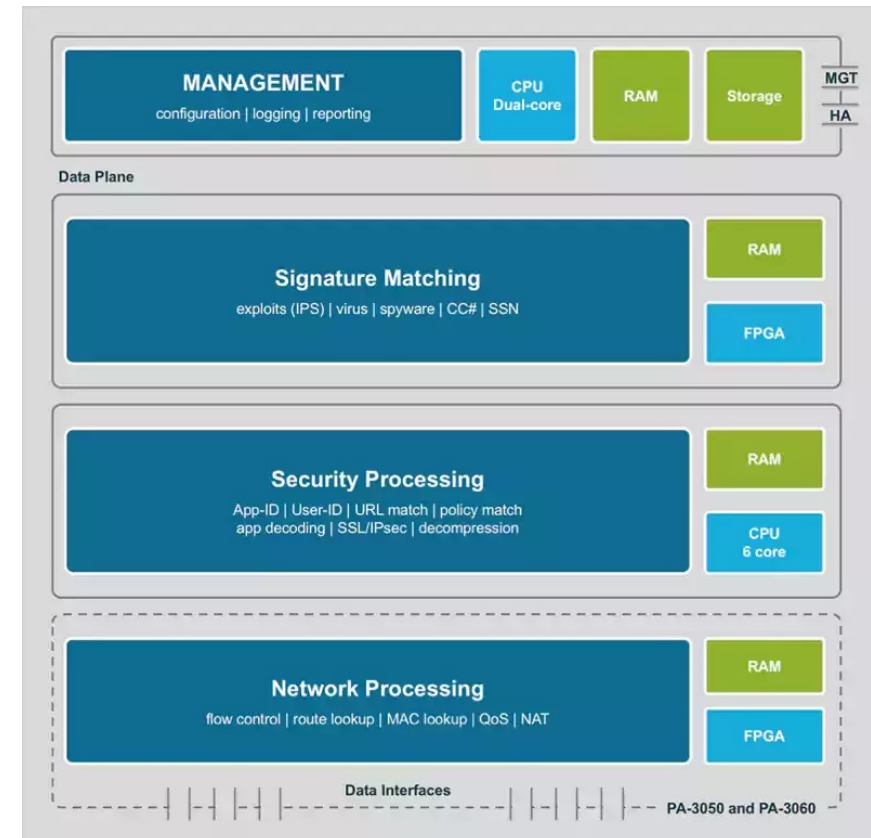 MANAGEMENT
configuration | logging | reporting
CPU
Dual-core
RAM
Storage
MGT
HA
Data Plane
Signature Matching
exploits (IPS) | virus | spyware | CC# | SSN
RAM
FPGA
Security Processing
App-ID | User-ID | URL match | policy match
app decoding | SSL/IPsec | decompression
RAM
CPU
6 core
Network Processing
flow control | route lookup | MAC lookup | QoS | NAT
RAM
FPGA
Data Interfaces
PA-3050 and PA-3060